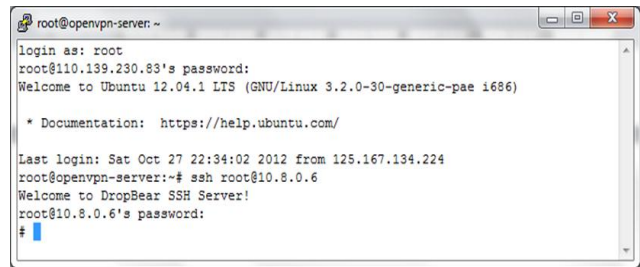 root@openvpn-server: ~
login as: root
root@110.139.230.83's password:
Welcome to Ubuntu 12.04.1 LTS (GNU/Linux 3.2.0-30-generic-pae i686)
* Documentation: https://help.ubuntu.com/
Last login: Sat Oct 27 22:34:02 2012 from 125.167.134.224
root@openvpn-server:~# ssh root@10.8.0.6
Welcome to DropBear SSH Server!
root@10.8.0.6's password:
#